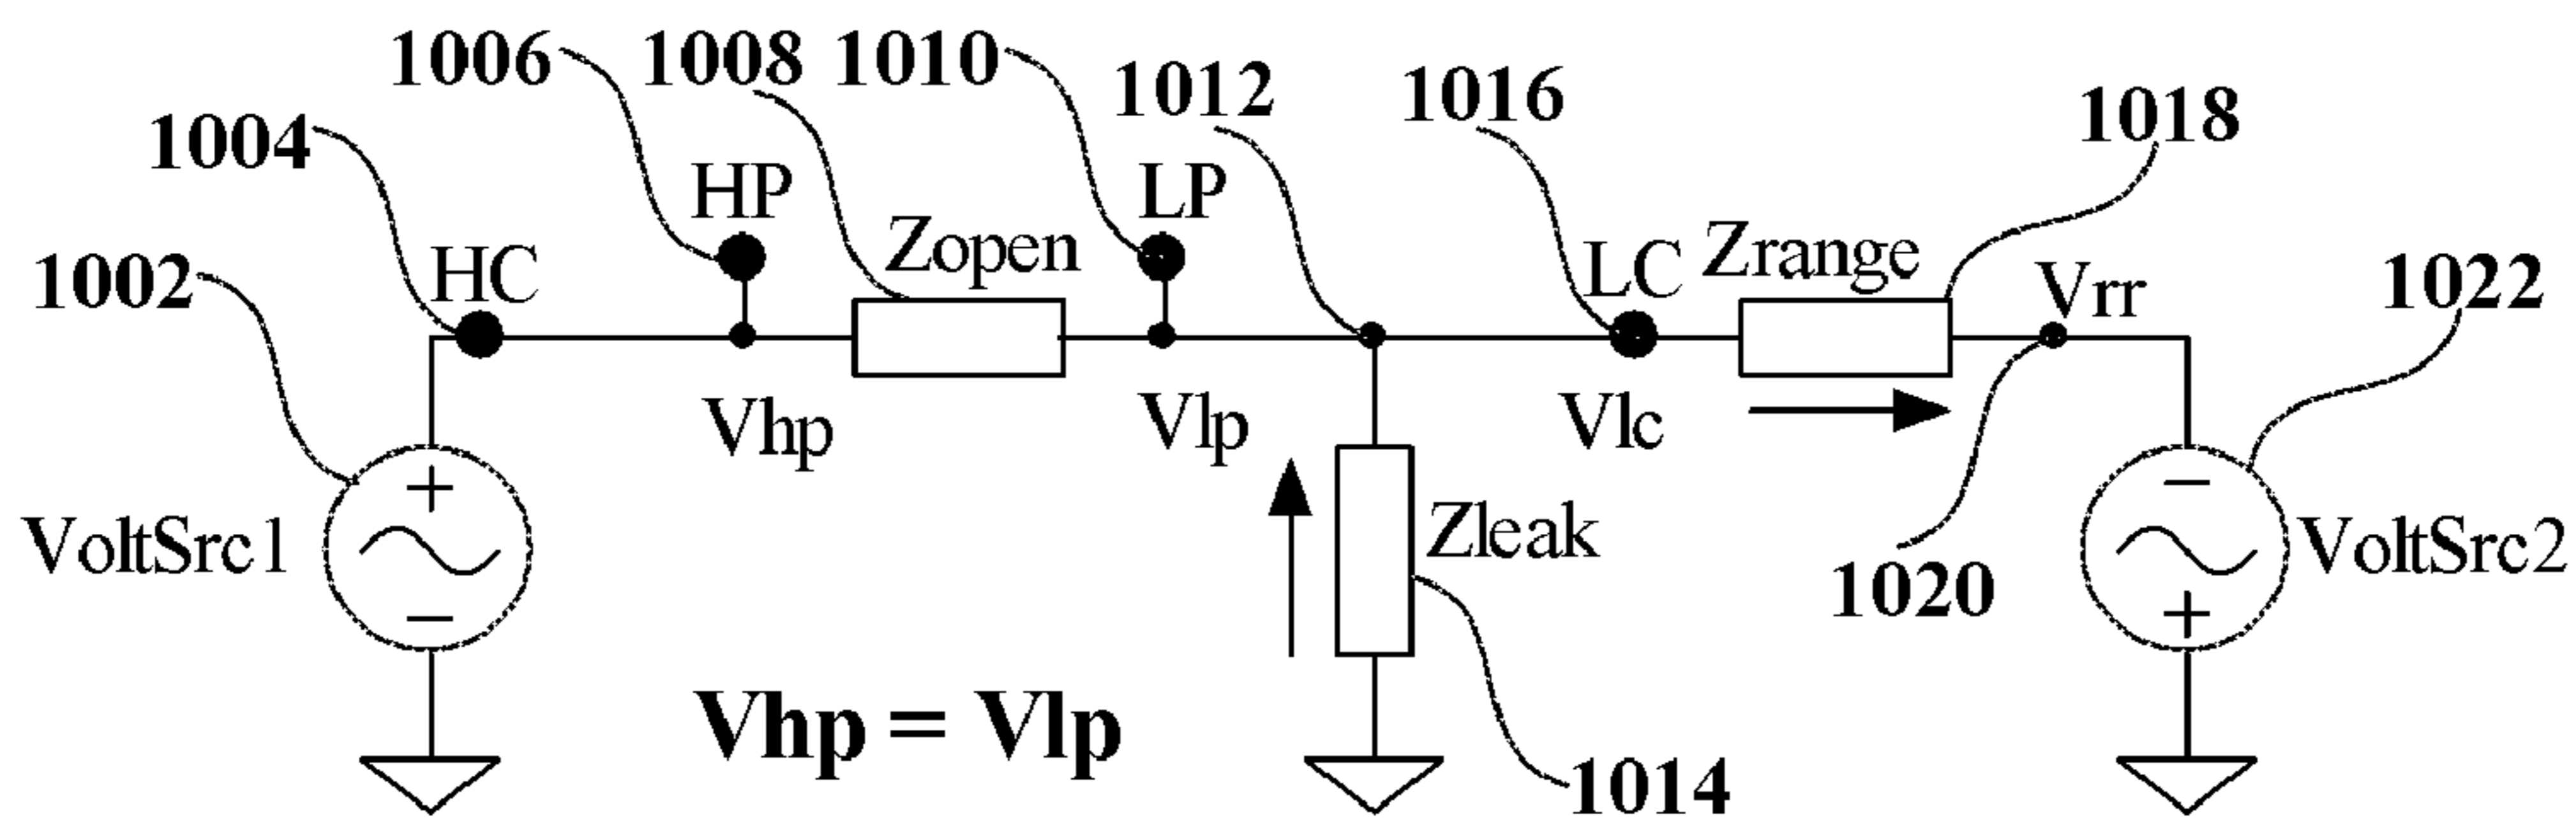 1006 1008 1010 1012 1016 1018
1004
HP LP
1002 HC Zopen LC Zrange Vrr 1022
Vhp Vlp Vlc
+ −
VoltSrc1 Zleak VoltSrc2
1020
− +
Vhp = Vlp
1014